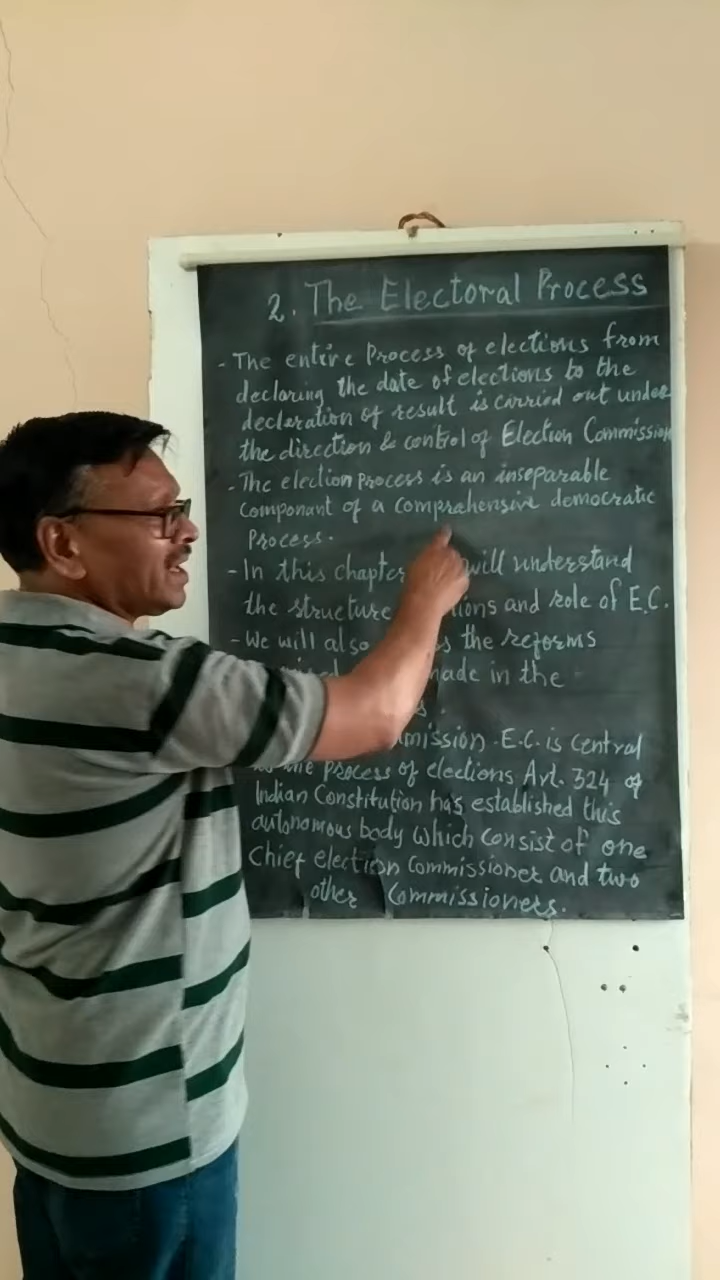 2. The Electoral Process
- The entire Process of elections from
declaring the date of elections to the
declaration of result is carried out under
the direction & control of Election Commission
- The election process is an inseparable
componant of a comprahensive democratic
Process.
- In this chapter will understand
the structure and role of E.C.
- We will also the reforms
made in the
E.C. is central
the process of elections Art. 324 of
Indian Constitution has established this
autonomous body which consist of one
chief election commissioner and two
other commissioners.